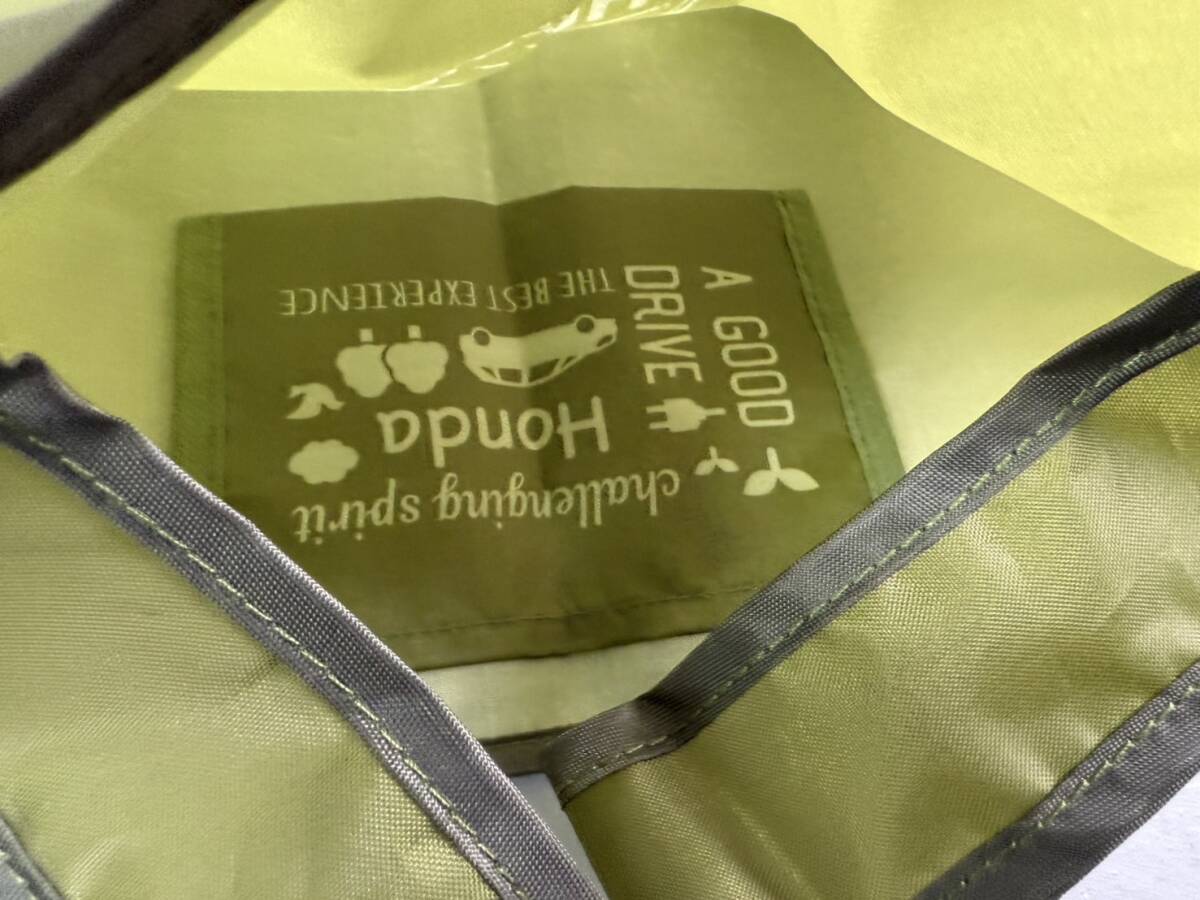 challenging spirit
Honda
THE BEST EXPERIENCE
A GOOD
DRIVE